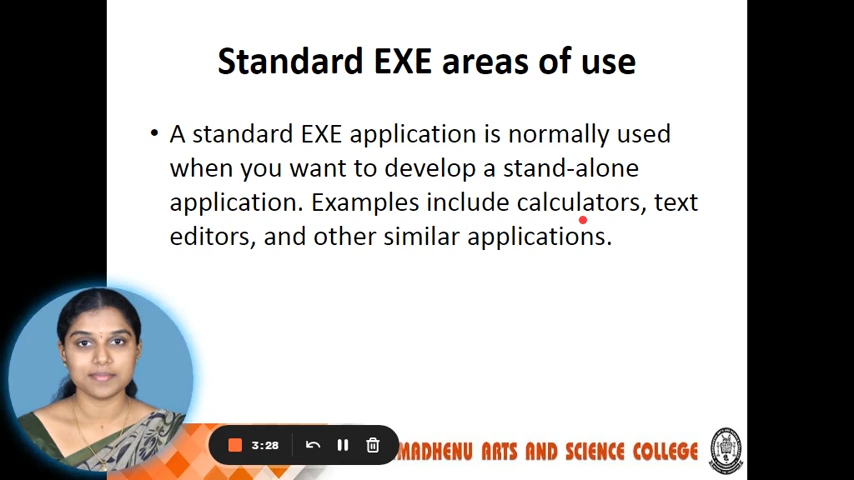 Standard EXE areas of use
• A standard EXE application is normally used
when you want to develop a stand-alone
application. Examples include calculators, text
editors, and other similar applications.
3:28
MADHENU ARTS AND SCIENCE COLLEGE